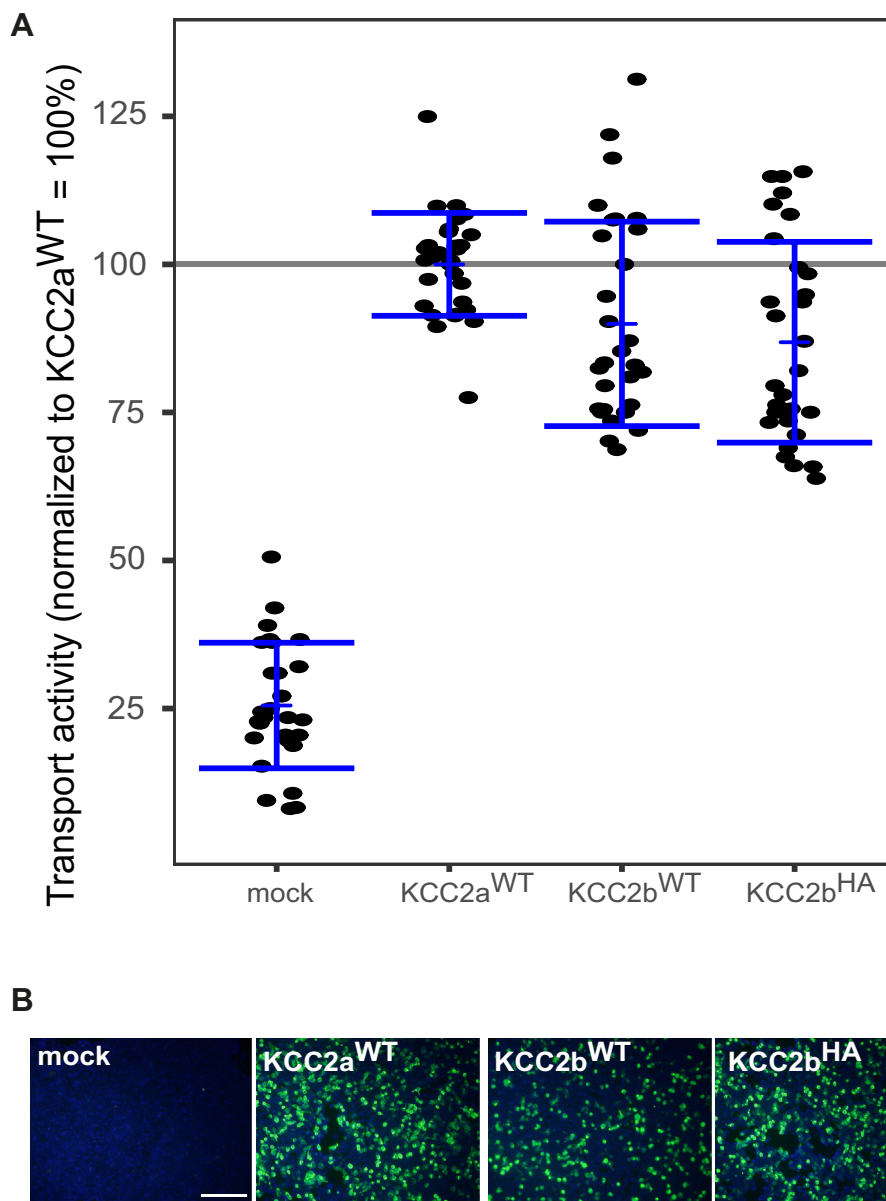 A
Transport activity (normalized to KCC2aWT = 100%)
125
100
75
50
25
mock
KCC2aWT
KCC2bWT
KCC2bHA
B
mock
KCC2aWT
KCC2bWT
KCC2bHA